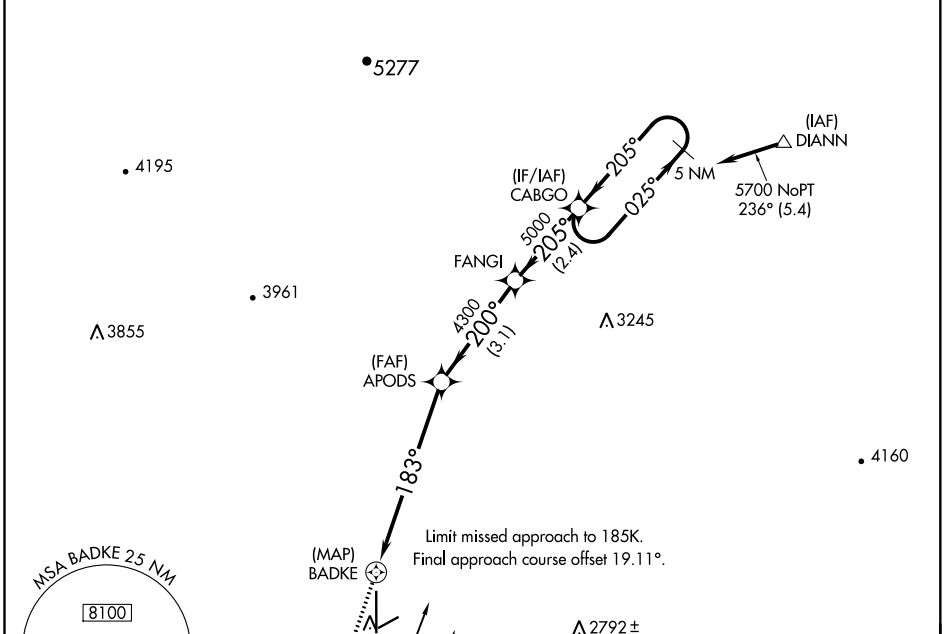 5277
(IAF)
DIANN
4195
205°
5 NM
(IF/IAF)
CABGO
5700 NoPT
236° (5.4)
025°
5000
205°
(2.4)
FANGI
3961
4300
200°
(3.1)
3245
3855
(FAF)
APODS
4160
183°
Limit missed approach to 185K.
Final approach course offset 19.11°.
(MAP)
BADKE
MSA BADKE 25 NM
8100
2792±